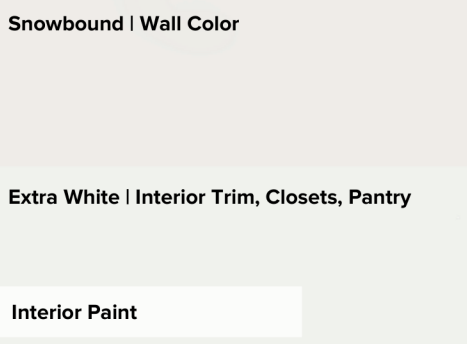 Snowbound | Wall Color
Extra White | Interior Trim, Closets, Pantry
Interior Paint